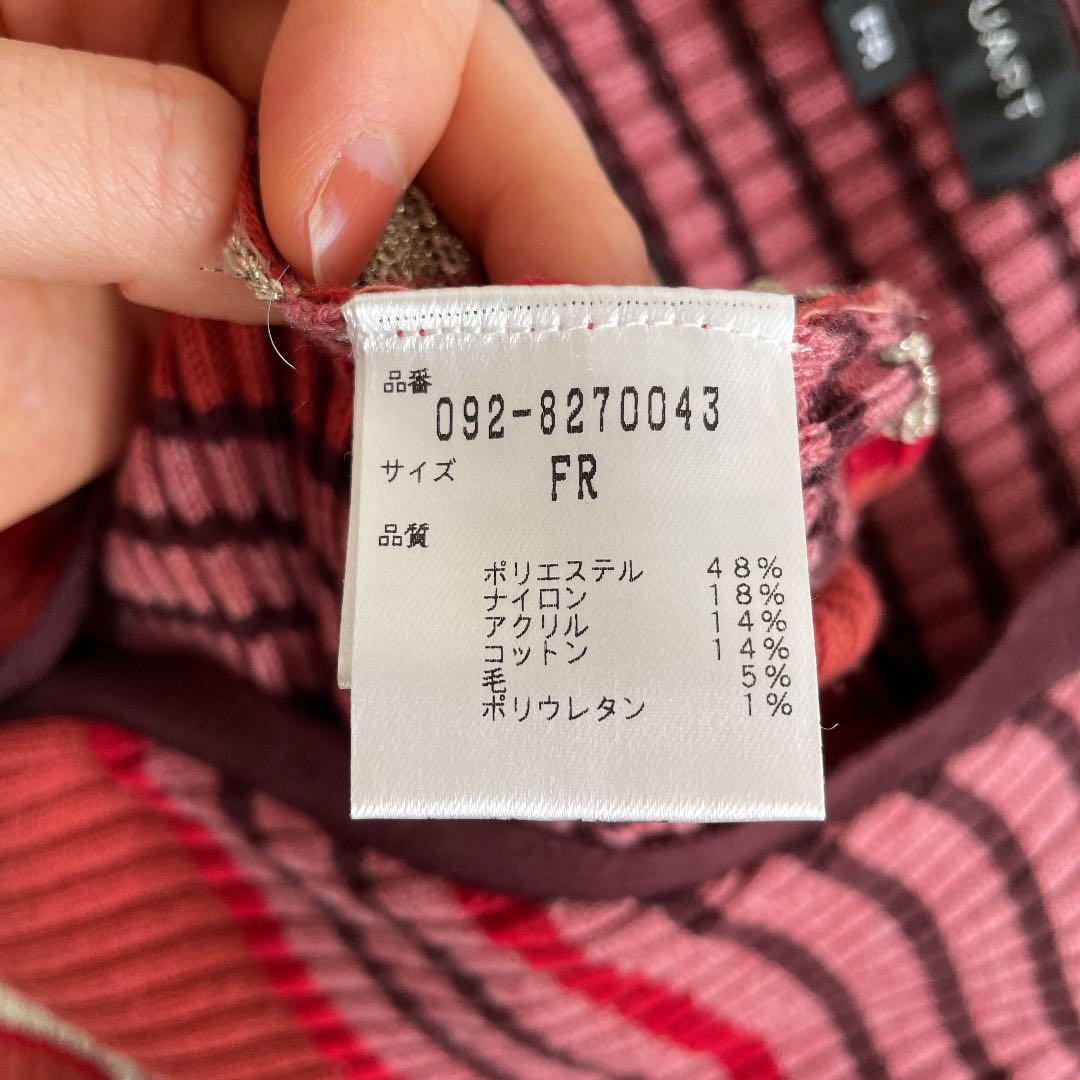 FR
品番
092-8270043
サイズ FR
品質
ポリエステル 48%
ナイロン 18%
アクリル 14%
コットン 14%
毛 5%
ポリウレタン 1%